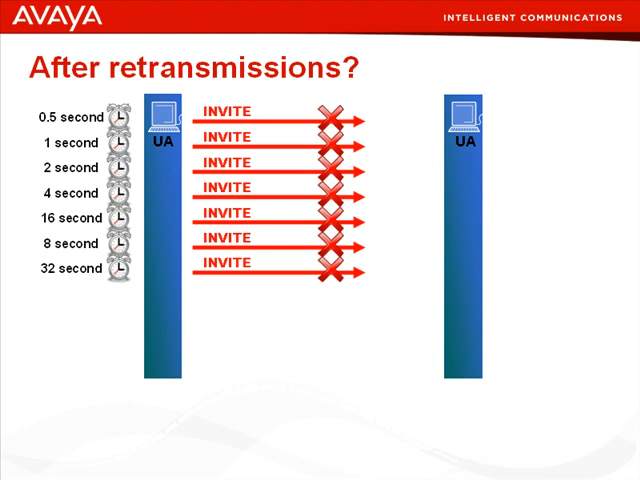 AVAYA
INTELLIGENT COMMUNICATIONS
After retransmissions?
0.5 second
INVITE
1 second
UA
INVITE
UA
2 second
INVITE
4 second
INVITE
16 second
INVITE
8 second
INVITE
32 second
INVITE